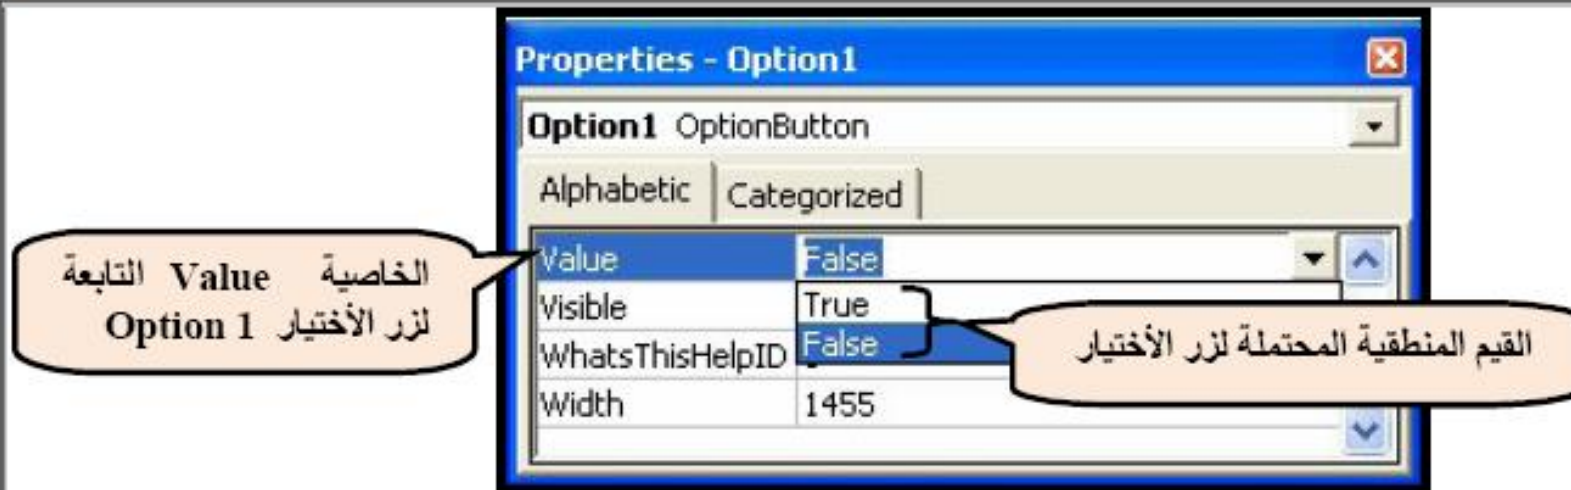 Properties - Option1
Option1 OptionButton
Alphabetic
Categorized
Value
False
Visible
True
False
WhatsThisHelpID
Width
1455
الخاصية Value التابعة
لزر الأختيار Option 1
القيم المنطقية المحتملة لزر الأختيار